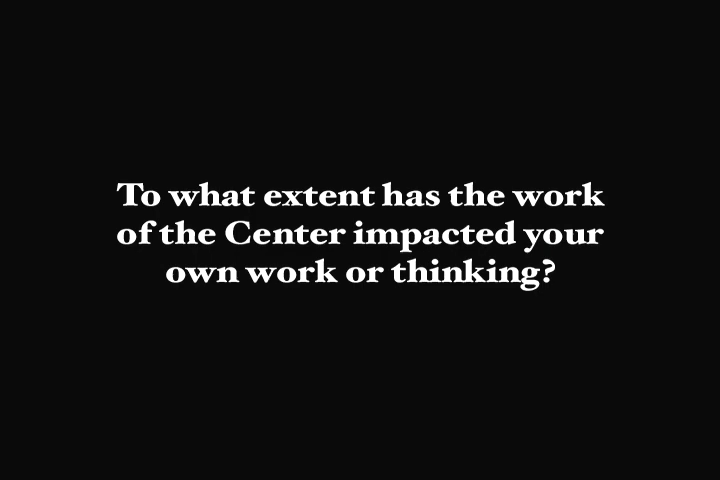 To what extent has the work
of the Center impacted your
own work or thinking?